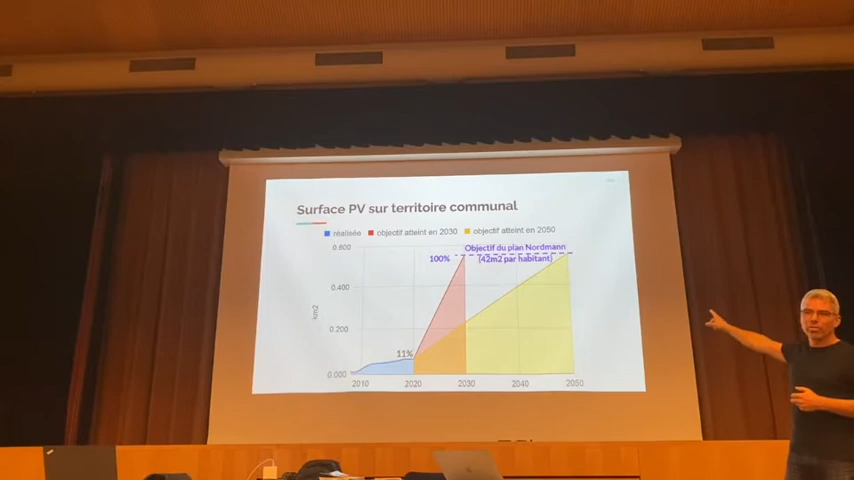 Surface PV sur territoire communal
réalisée objectif atteint en 2030 objectif atteint en 2050
0.600
Objectif du plan Nordmann
100%
(42m2 par habitant)
0.400
km2
0.200
11%
0.000
2010 2020 2030 2040 2050